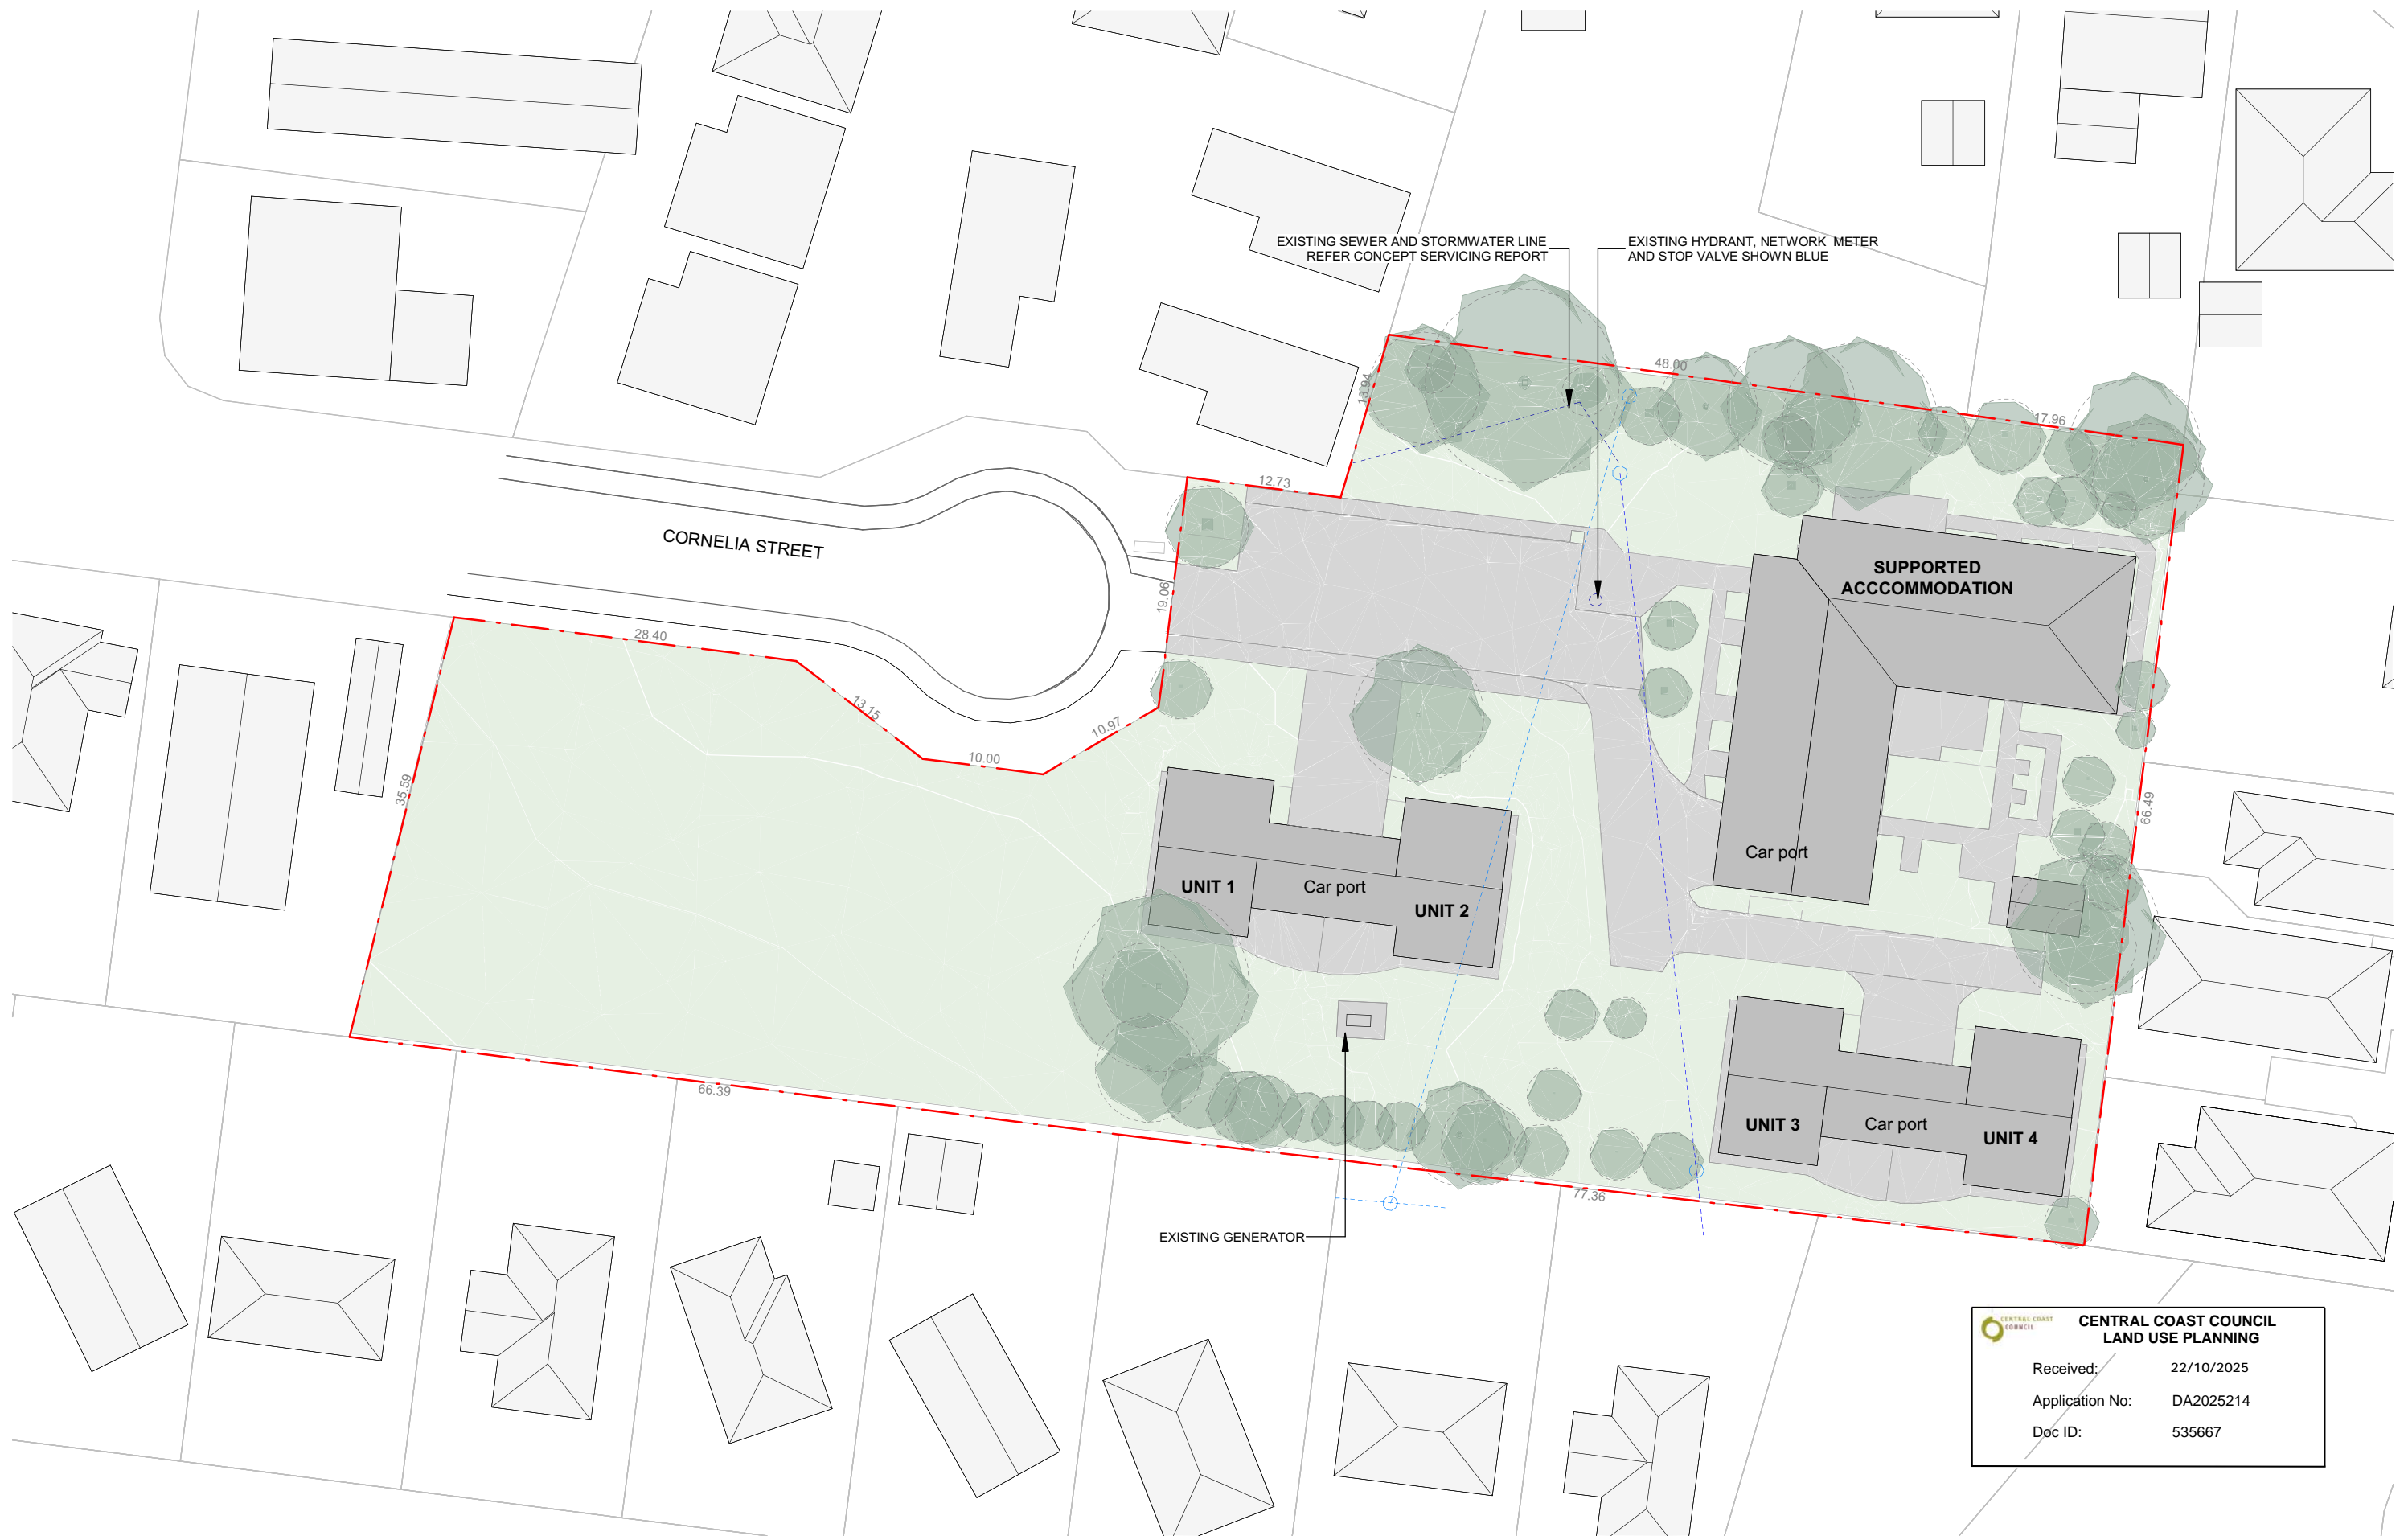 EXISTING SEWER AND STORMWATER LINE
REFER CONCEPT SERVICING REPORT
EXISTING HYDRANT, NETWORK METER
AND STOP VALVE SHOWN BLUE
48.00
13.94
17.96
12.73
CORNELIA STREET
SUPPORTED
ACCCOMMODATION
19.06
28.40
13.15
10.97
10.00
35.59
66.49
Car port
UNIT 1
Car port
UNIT 2
66.39
UNIT 3
Car port
UNIT 4
77.36
EXISTING GENERATOR
CENTRAL COAST
COUNCIL
CENTRAL COAST COUNCIL
LAND USE PLANNING
Received: 22/10/2025
Application No: DA2025214
Doc ID: 535667